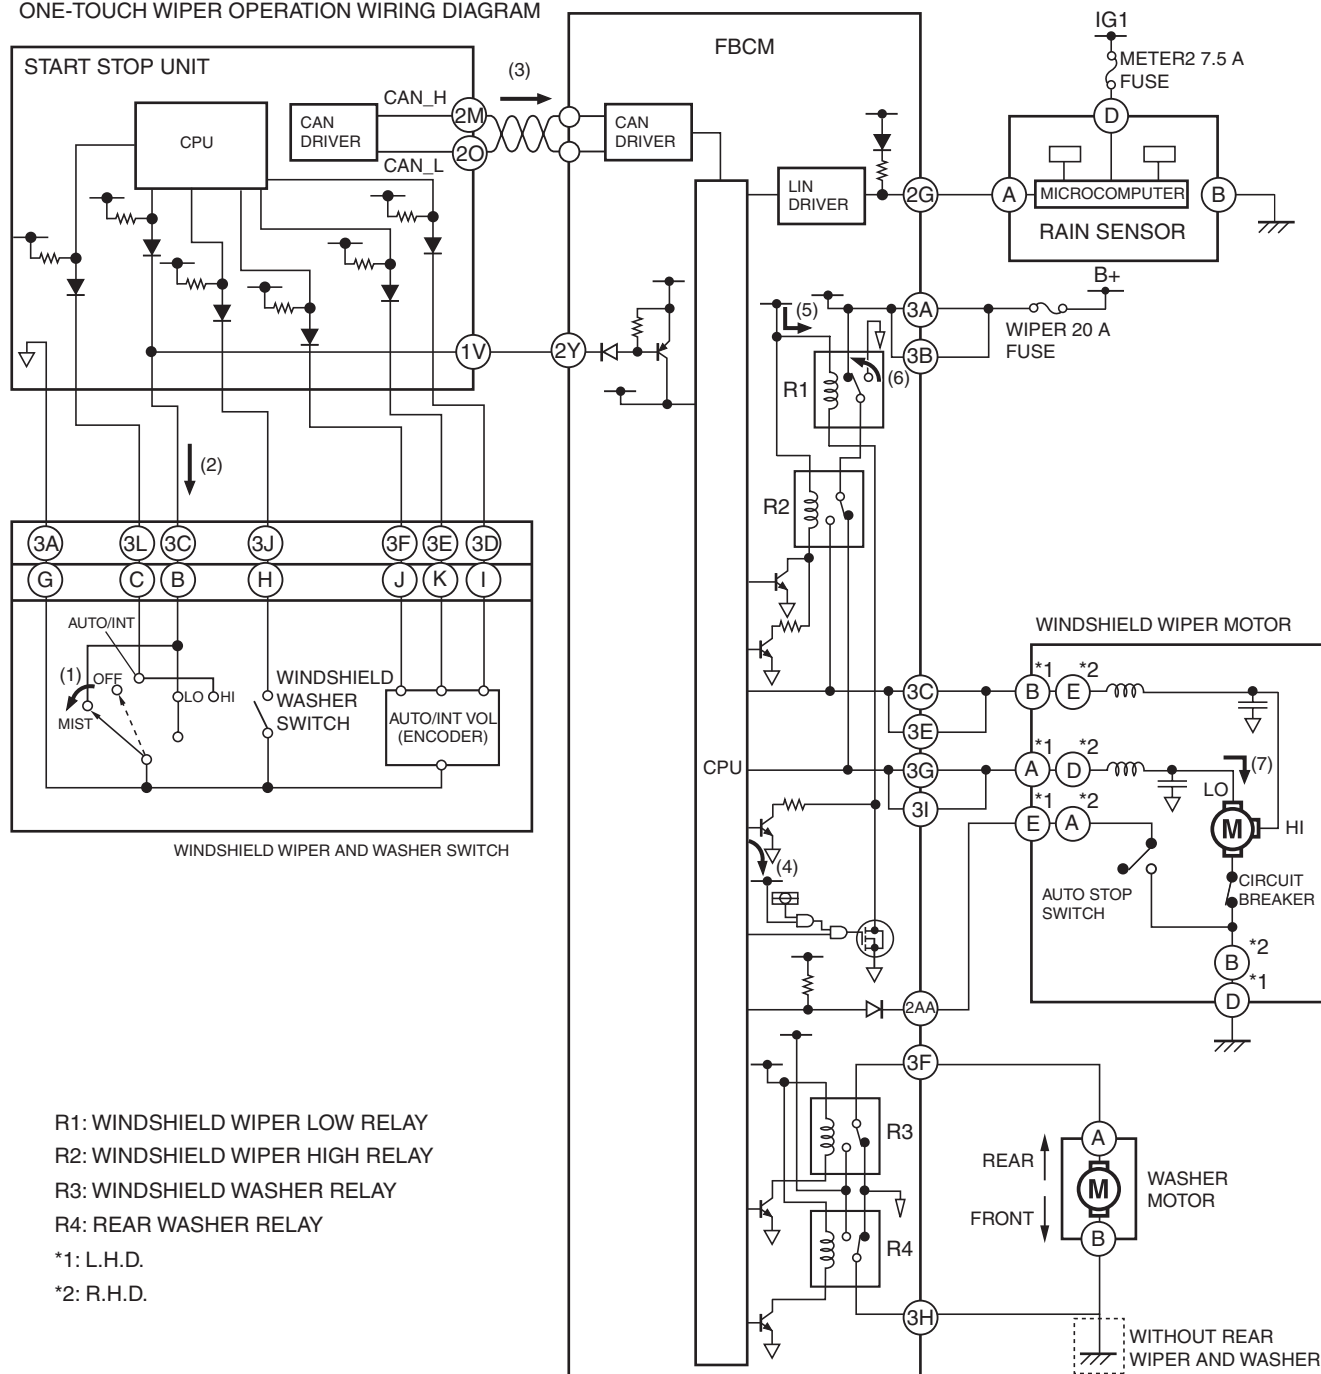 ONE-TOUCH WIPER OPERATION WIRING DIAGRAM
START STOP UNIT
CPU
CAN
DRIVER
CAN_H
CAN_L
2M
2O
(3)
1V
(2)
FBCM
CAN
DRIVER
LIN
DRIVER
2G
2Y
CPU
IG1
METER2 7.5 A
FUSE
D
A
MICROCOMPUTER
B
RAIN SENSOR
B+
WIPER 20 A
FUSE
3A
3B
(5)
(6)
R1
R2
3A
3L
3C
3J
3F
3E
3D
G
C
B
H
J
K
I
AUTO/INT
(1)
OFF
MIST
LO
HI
WINDSHIELD
WASHER
SWITCH
AUTO/INT VOL
(ENCODER)
WINDSHIELD WIPER AND WASHER SWITCH
3C
3E
3G
3I
(4)
2AA
WINDSHIELD WIPER MOTOR
*1
*2
B
E
*1
*2
A
D
*1
*2
E
A
(7)
LO
M
HI
AUTO STOP
SWITCH
CIRCUIT
BREAKER
B
*2
D
*1
3F
R3
R4
3H
A
REAR
M
FRONT
B
WASHER
MOTOR
WITHOUT REAR
WIPER AND WASHER
R1: WINDSHIELD WIPER LOW RELAY
R2: WINDSHIELD WIPER HIGH RELAY
R3: WINDSHIELD WASHER RELAY
R4: REAR WASHER RELAY
*1: L.H.D.
*2: R.H.D.